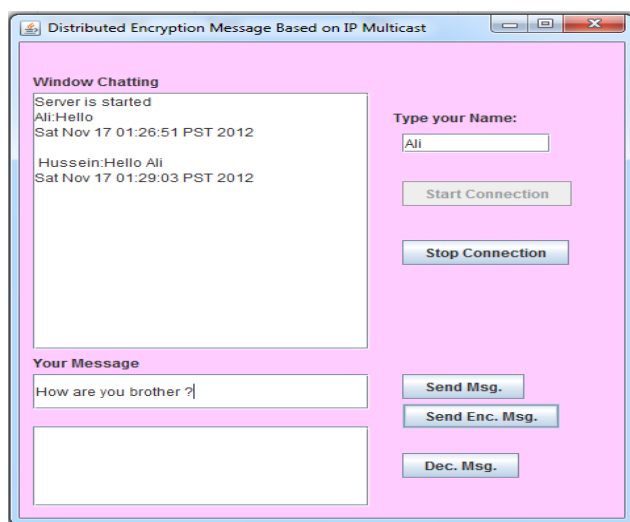 Distributed Encryption Message Based on IP Multicast
Window Chatting
Server is started
Ali:Hello
Sat Nov 17 01:26:51 PST 2012
Hussein:Hello Ali
Sat Nov 17 01:29:03 PST 2012
Type your Name:
Ali
Start Connection
Stop Connection
Your Message
How are you brother ?
Send Msg.
Send Enc. Msg.
Dec. Msg.